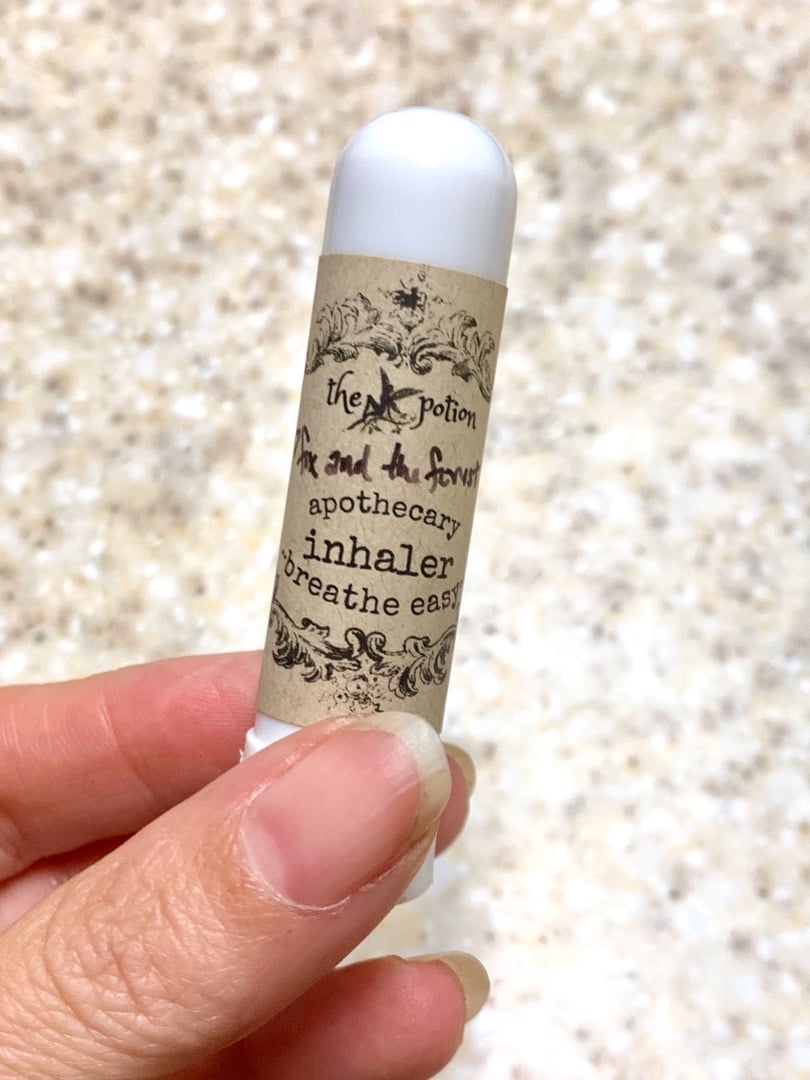 the potion
fox and the forest
apothecary
inhaler
"breathe easy"